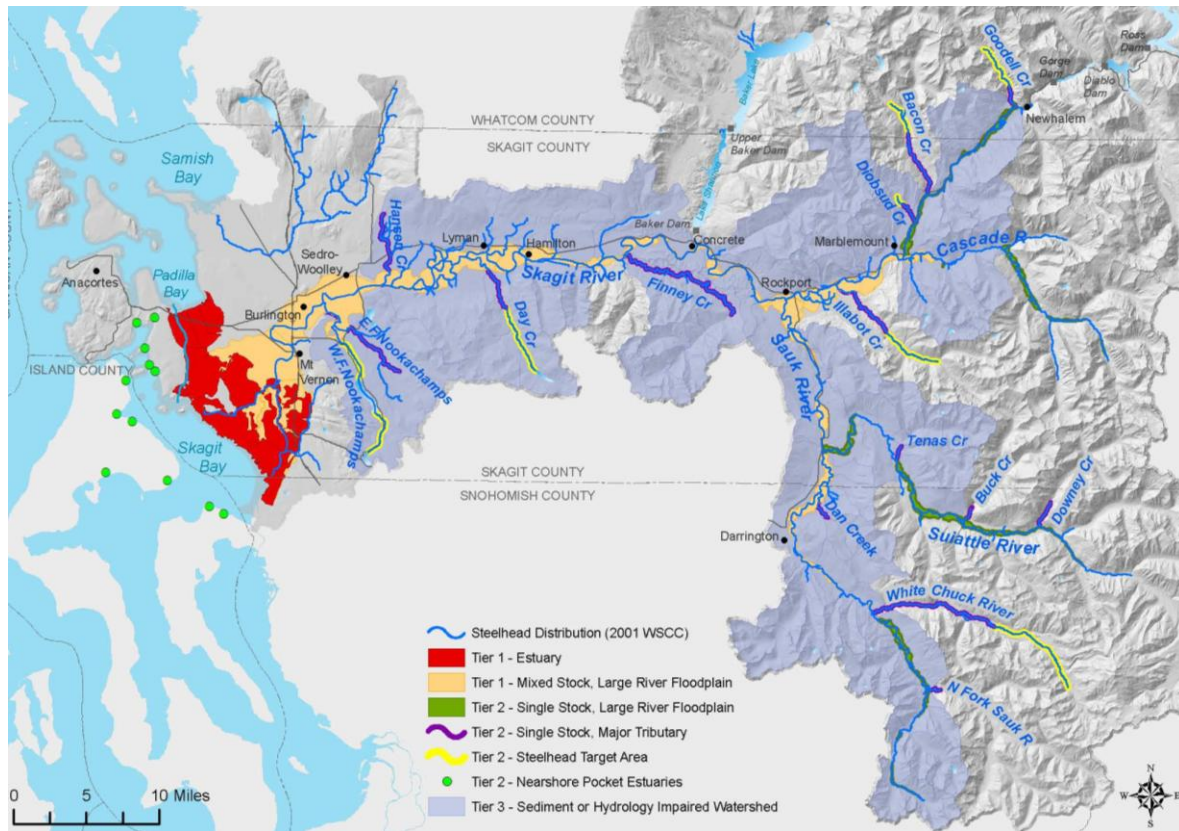 Goodell Cr
Ross
Dam
Gorge
Dam
Diablo
Dam
Newhalem
Bacon Cr
Baker Lake
WHATCOM COUNTY
SKAGIT COUNTY
Upper
Baker Dam
Samish
Bay
Diobsud Cr
Hansen Cr
Lake Shannon
Baker Dam
Concrete
Marblemount
Cascade R
Lyman
Hamilton
Sedro-
Woolley
Skagit River
Anacortes
Padilla
Bay
Rockport
Finney Cr
Illabot Cr
Burlington
Day Cr
E.F. Nookachamps
W.F. Nookachamps
ISLAND COUNTY
Mt
Vernon
Sauk River
Skagit
Bay
Tenas Cr
Buck Cr
Downey Cr
SKAGIT COUNTY
SNOHOMISH COUNTY
Suiattle River
Dan Creek
Darrington
White Chuck River
N Fork Sauk R
Steelhead Distribution (2001 WSCC)
Tier 1 - Estuary
Tier 1 - Mixed Stock, Large River Floodplain
Tier 2 - Single Stock, Large River Floodplain
Tier 2 - Single Stock, Major Tributary
Tier 2 - Steelhead Target Area
Tier 2 - Nearshore Pocket Estuaries
Tier 3 - Sediment or Hydrology Impaired Watershed
0 5 10 Miles
N
W E
S